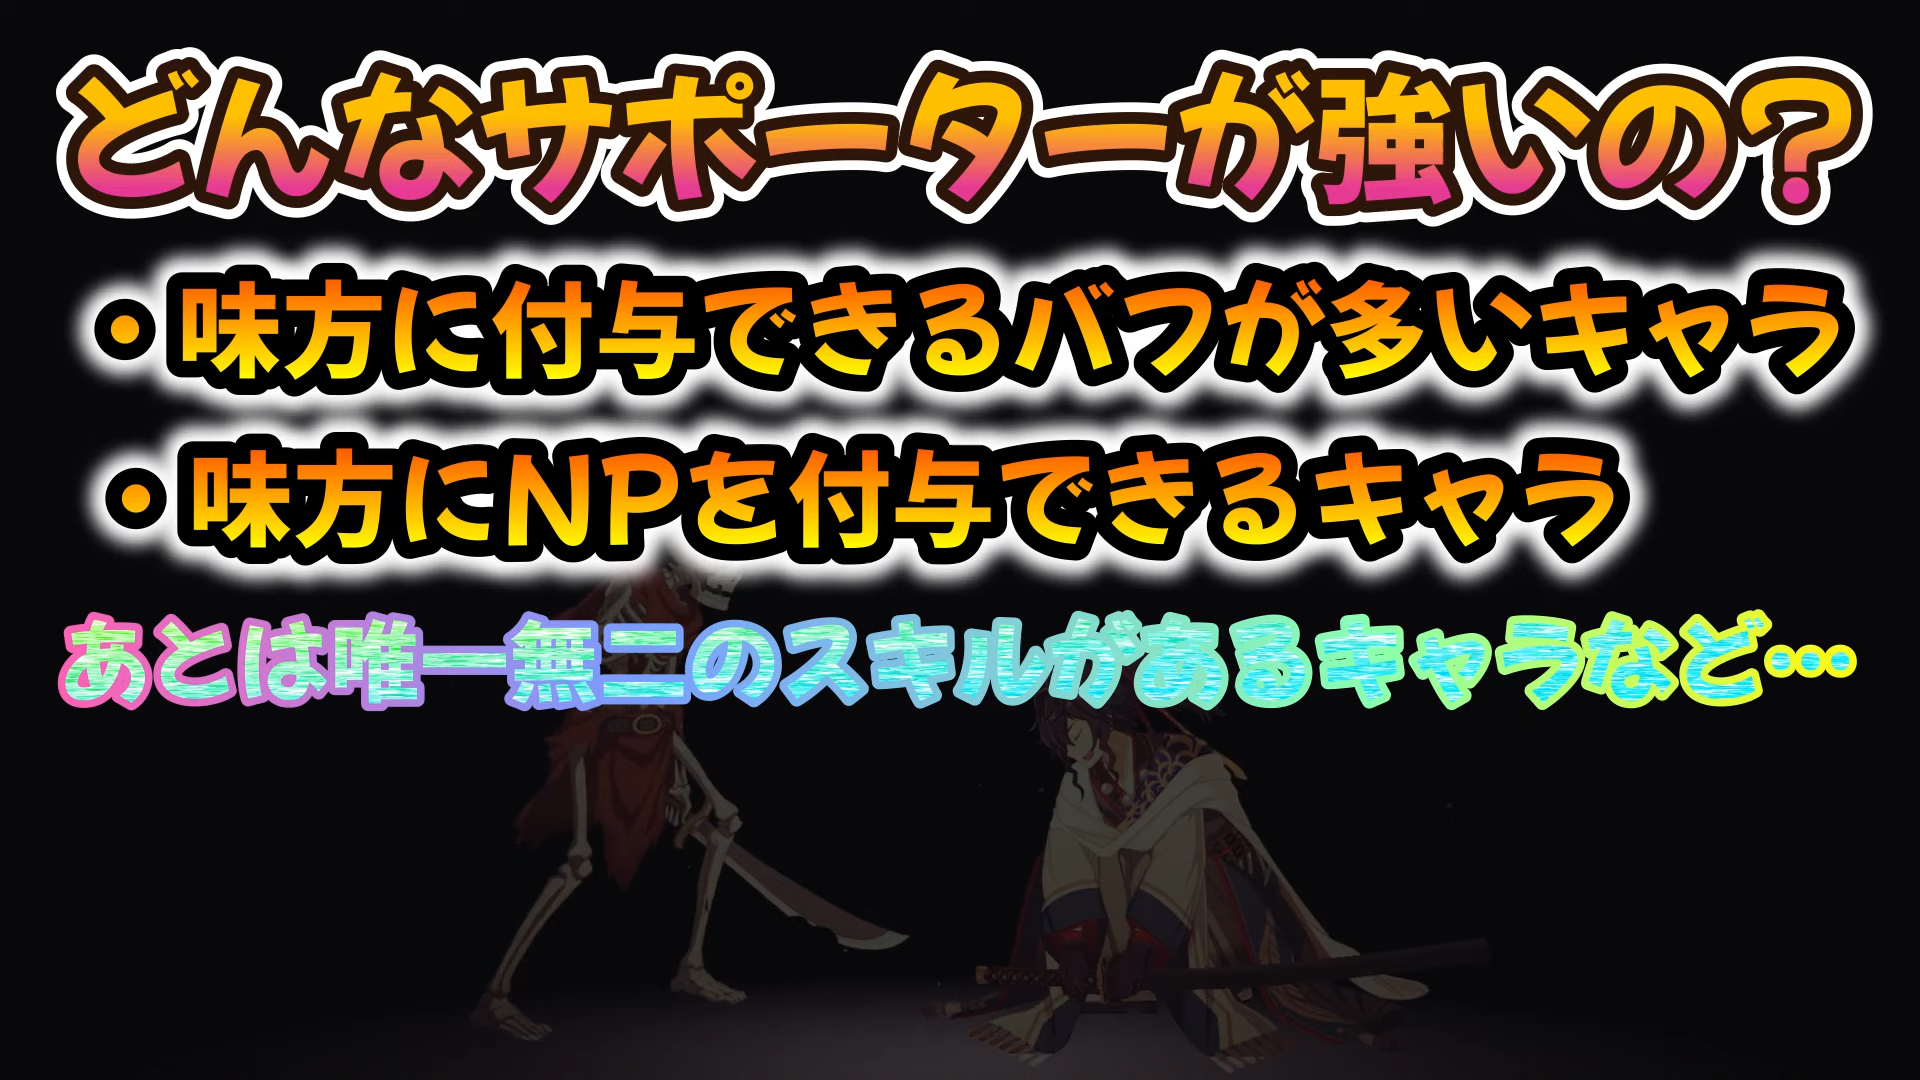 どんなサポーターが強いの？
・味方に付与できるバフが多いキャラ
・味方にNPを付与できるキャラ
あとは唯一無二のスキルがあるキャラなど…